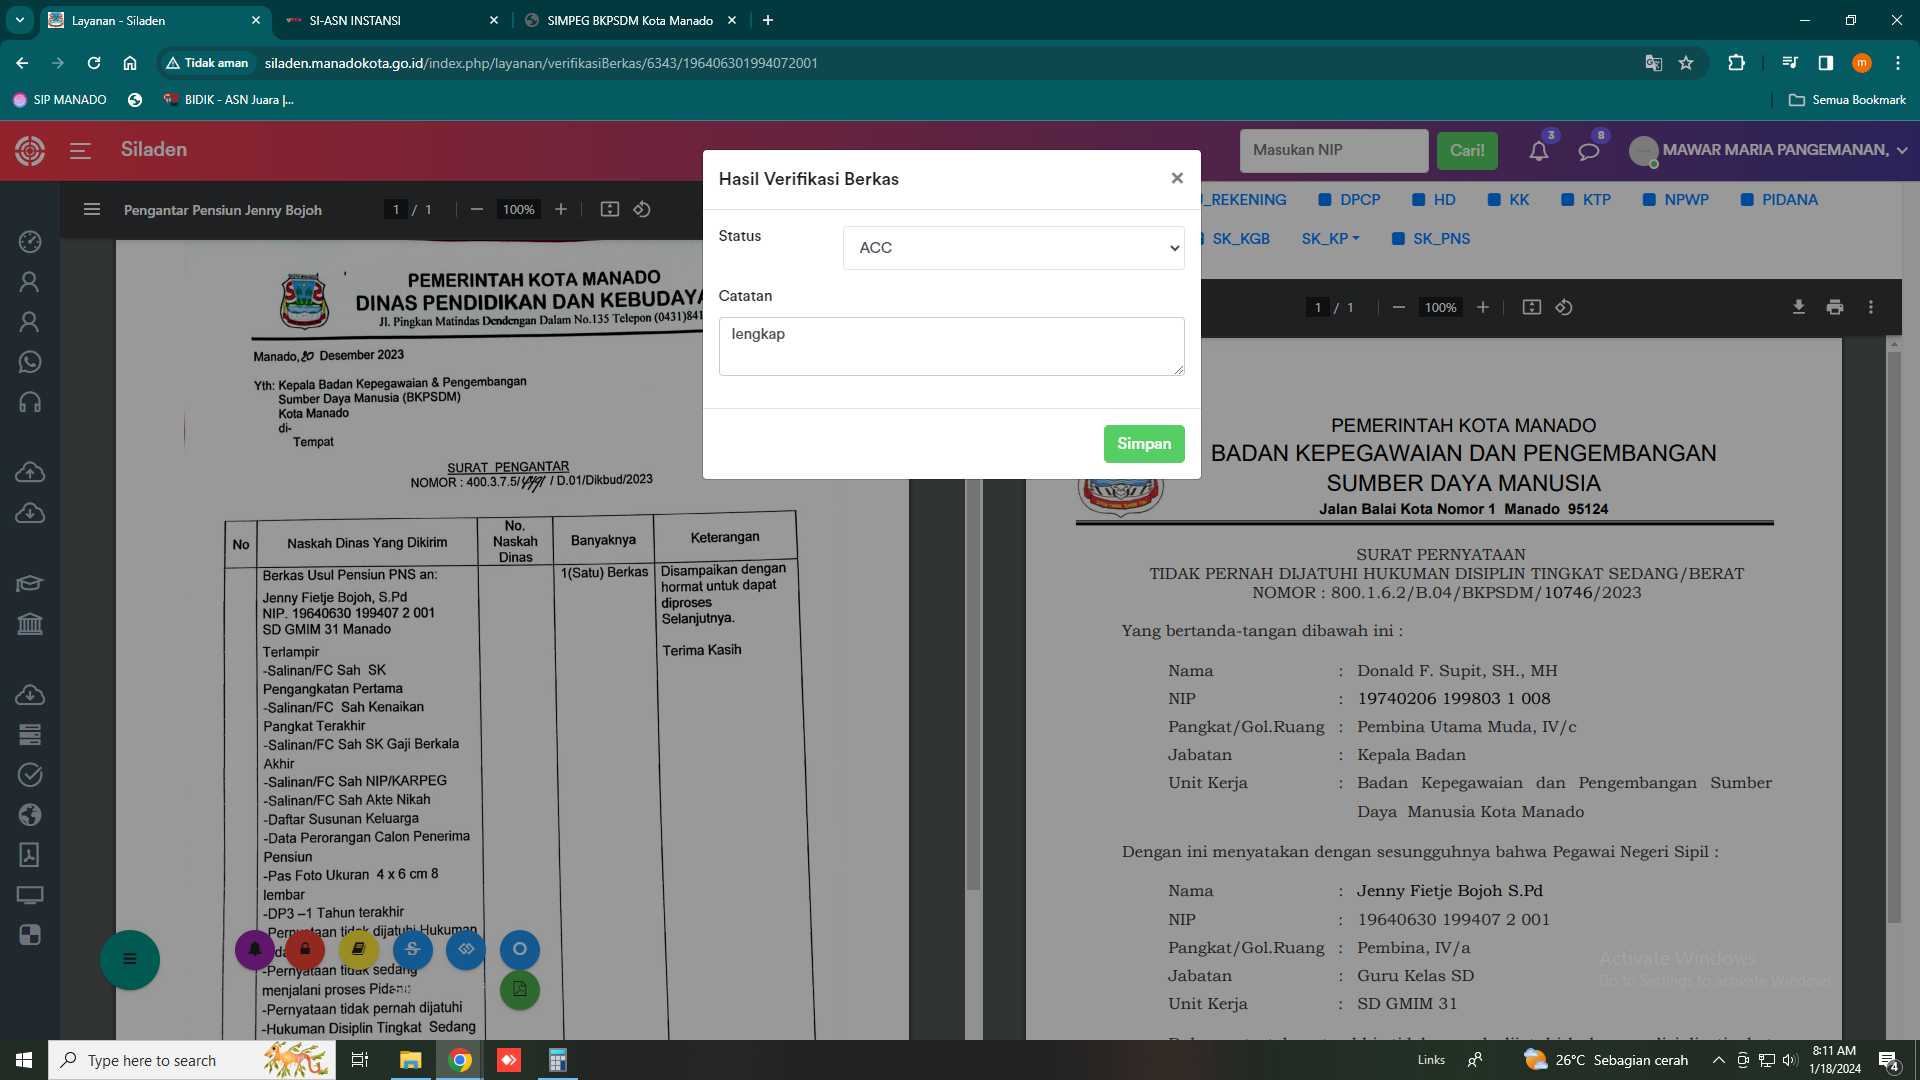 Layanan - Siladen
SI-ASN INSTANSI
SIMPEG BKPSDM Kota Manado
Tidak aman
siladen.manadokota.go.id/index.php/layanan/verifikasiBerkas/6343/196406301994072001
m
SIP MANADO
BIDIK - ASN Juara |...
Semua Bookmark
Siladen
Masukan NIP
Cari!
3
8
MAWAR MARIA PANGEMANAN,
Pengantar Pensiun Jenny Bojoh
1 / 1
100%
Hasil Verifikasi Berkas
Status
ACC
Catatan
lengkap
Simpan
_REKENING
DPCP
HD
KK
KTP
NPWP
PIDANA
SK_KGB
SK_KP
SK_PNS
1 / 1
100%
PEMERINTAH KOTA MANADO
DINAS PENDIDIKAN DAN KEBUDAYA
Jl. Pingkan Matindas Dendengan Dalam No.135 Telepon (0431)841
Manado, 20 Desember 2023
Yth: Kepala Badan Kepegawaian & Pengembangan
Sumber Daya Manusia (BKPSDM)
Kota Manado
di-
Tempat
SURAT PENGANTAR
NOMOR : 400.3.7.5/ / D.01/Dikbud/2023
No
Naskah Dinas Yang Dikirim
No. Naskah Dinas
Banyaknya
Keterangan
Berkas Usul Pensiun PNS an:
Jenny Fietje Bojoh, S.Pd
NIP. 19640630 199407 2 001
SD GMIM 31 Manado
Terlampir
-Salinan/FC Sah SK
Pengangkatan Pertama
-Salinan/FC Sah Kenaikan
Pangkat Terakhir
-Salinan/FC Sah SK Gaji Berkala
Akhir
-Salinan/FC Sah NIP/KARPEG
-Salinan/FC Sah Akte Nikah
-Daftar Susunan Keluarga
-Data Perorangan Calon Penerima
Pensiun
-Pas Foto Ukuran 4 x 6 cm 8
lembar
-DP3 –1 Tahun terakhir
-Pernyataan tidak dijatuhi Hukuman
-Pernyataan tidak sedang
menjalani proses Pidana
-Pernyataan tidak pernah dijatuhi
-Hukuman Disiplin Tingkat Sedang
1(Satu) Berkas
Disampaikan dengan
hormat untuk dapat
diproses
Selanjutnya.
Terima Kasih
PEMERINTAH KOTA MANADO
BADAN KEPEGAWAIAN DAN PENGEMBANGAN
SUMBER DAYA MANUSIA
Jalan Balai Kota Nomor 1 Manado 95124
SURAT PERNYATAAN
TIDAK PERNAH DIJATUHI HUKUMAN DISIPLIN TINGKAT SEDANG/BERAT
NOMOR : 800.1.6.2/B.04/BKPSDM/10746/2023
Yang bertanda-tangan dibawah ini :
Nama : Donald F. Supit, SH., MH
NIP : 19740206 199803 1 008
Pangkat/Gol.Ruang : Pembina Utama Muda, IV/c
Jabatan : Kepala Badan
Unit Kerja : Badan Kepegawaian dan Pengembangan Sumber
Daya Manusia Kota Manado
Dengan ini menyatakan dengan sesungguhnya bahwa Pegawai Negeri Sipil :
Nama : Jenny Fietje Bojoh S.Pd
NIP : 19640630 199407 2 001
Pangkat/Gol.Ruang : Pembina, IV/a
Jabatan : Guru Kelas SD
Unit Kerja : SD GMIM 31
Activate Windows
Go to Settings to activate Windows.
Type here to search
Links
26°C Sebagian cerah
8:11 AM
1/18/2024
4